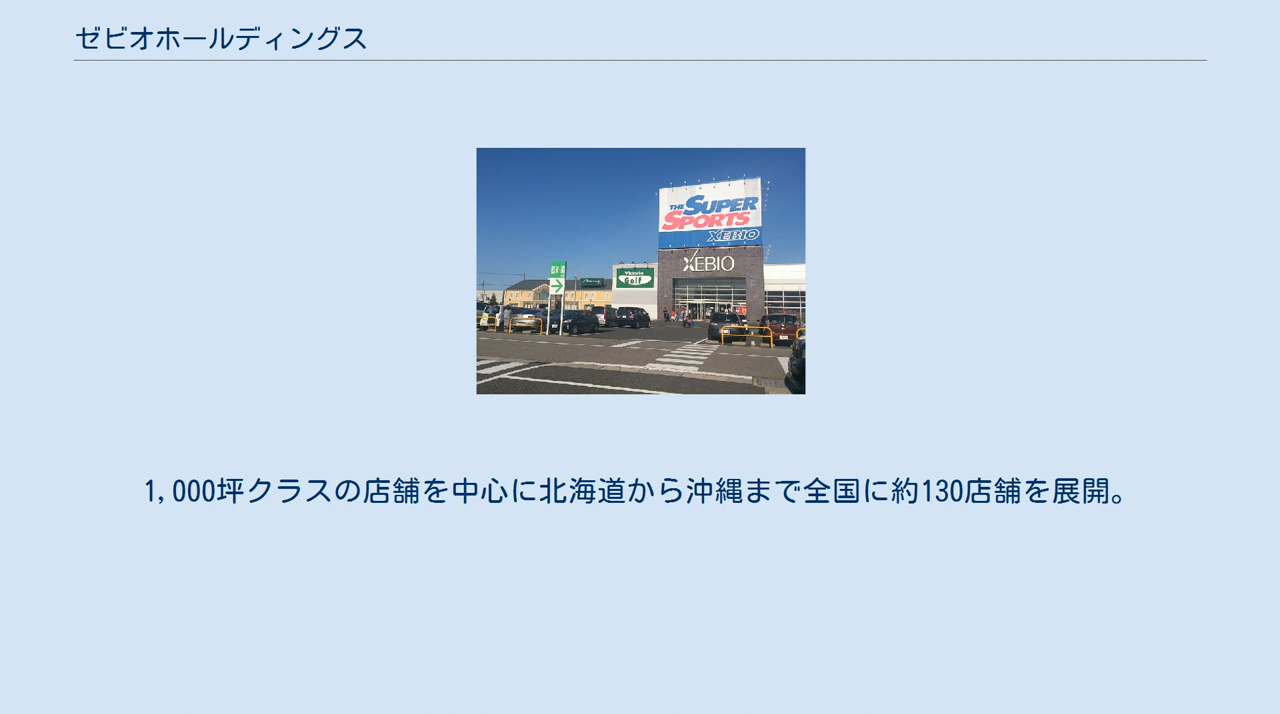 ゼビオホールディングス
THE SUPER
SPORTS
XEBIO
XEBIO
Victoria
Golf
1,000坪クラスの店舗を中心に北海道から沖縄まで全国に約130店舗を展開。